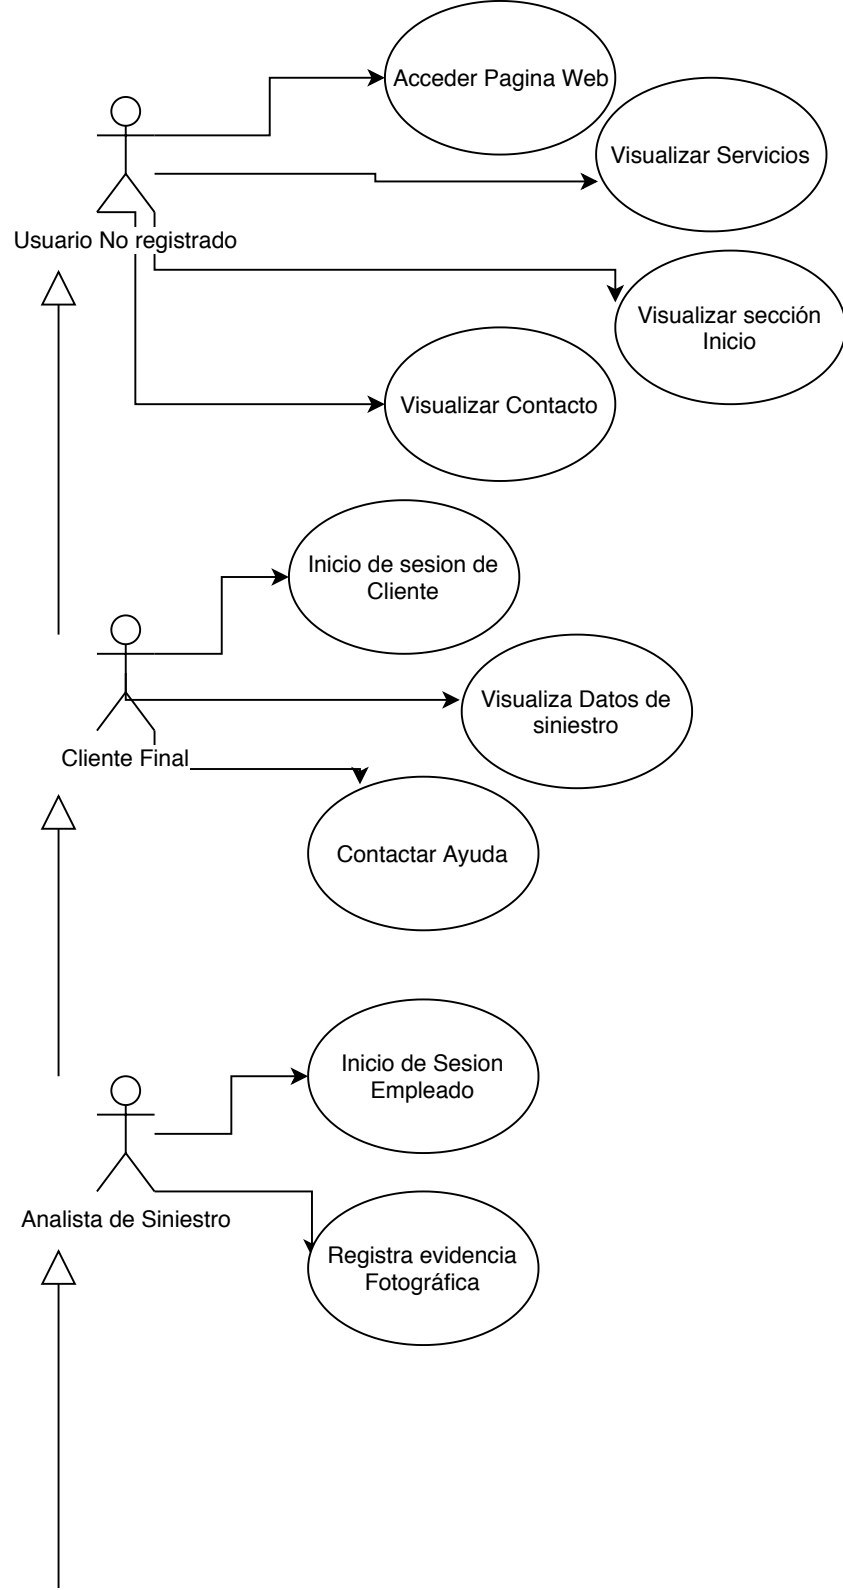 Acceder Pagina Web
Visualizar Servicios
Usuario No registrado
Visualizar sección
Inicio
Visualizar Contacto
Inicio de sesion de
Cliente
Visualiza Datos de
siniestro
Cliente Final
Contactar Ayuda
Inicio de Sesion
Empleado
Analista de Siniestro
Registra evidencia
Fotográfica